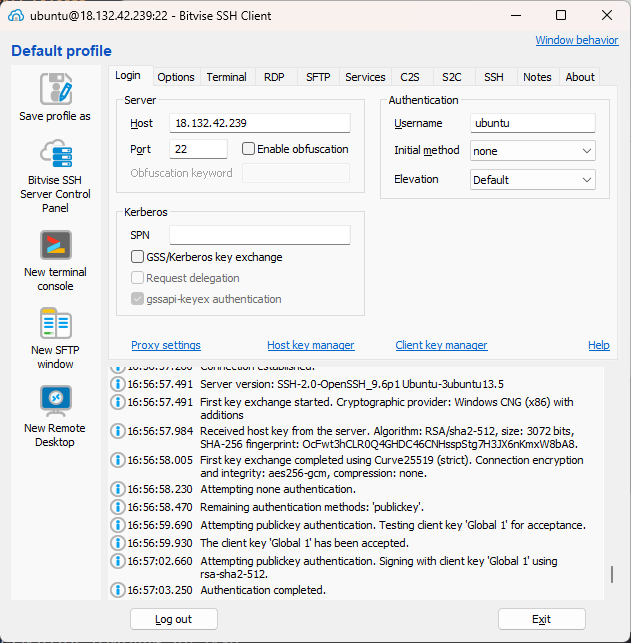 ubuntu@18.132.42.239:22 - Bitvise SSH Client
Default profile
Window behavior
Save profile as
Bitvise SSH
Server Control
Panel
New terminal
console
New SFTP
window
New Remote
Desktop
Login Options Terminal RDP SFTP Services C2S S2C SSH Notes About
Server
Host 18.132.42.239
Port 22 Enable obfuscation
Obfuscation keyword
Kerberos
SPN
GSS/Kerberos key exchange
Request delegation
gssapi-keyex authentication
Authentication
Username ubuntu
Initial method none
Elevation Default
Proxy settings Host key manager Client key manager Help
16:56:57.260 Connection established.
16:56:57.491 Server version: SSH-2.0-OpenSSH_9.6p1 Ubuntu-3ubuntu13.5
16:56:57.491 First key exchange started. Cryptographic provider: Windows CNG (x86) with
additions
16:56:57.984 Received host key from the server. Algorithm: RSA/sha2-512, size: 3072 bits,
SHA-256 fingerprint: OcFwt3hCLR0Q4GHDC46CNHsspStg7H3JX6nKmxW8bA8.
16:56:58.005 First key exchange completed using Curve25519 (strict). Connection encryption
and integrity: aes256-gcm, compression: none.
16:56:58.230 Attempting none authentication.
16:56:58.470 Remaining authentication methods: 'publickey'.
16:56:59.690 Attempting publickey authentication. Testing client key 'Global 1' for acceptance.
16:56:59.930 The client key 'Global 1' has been accepted.
16:57:02.660 Attempting publickey authentication. Signing with client key 'Global 1' using
rsa-sha2-512.
16:57:03.250 Authentication completed.
Log out Exit